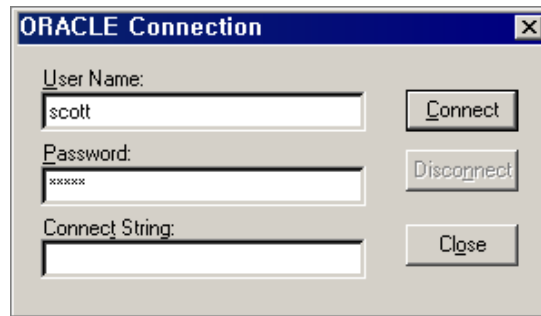 ORACLE Connection
User Name:
scott
Connect
Password:
*****
Disconnect
Connect String:
Close